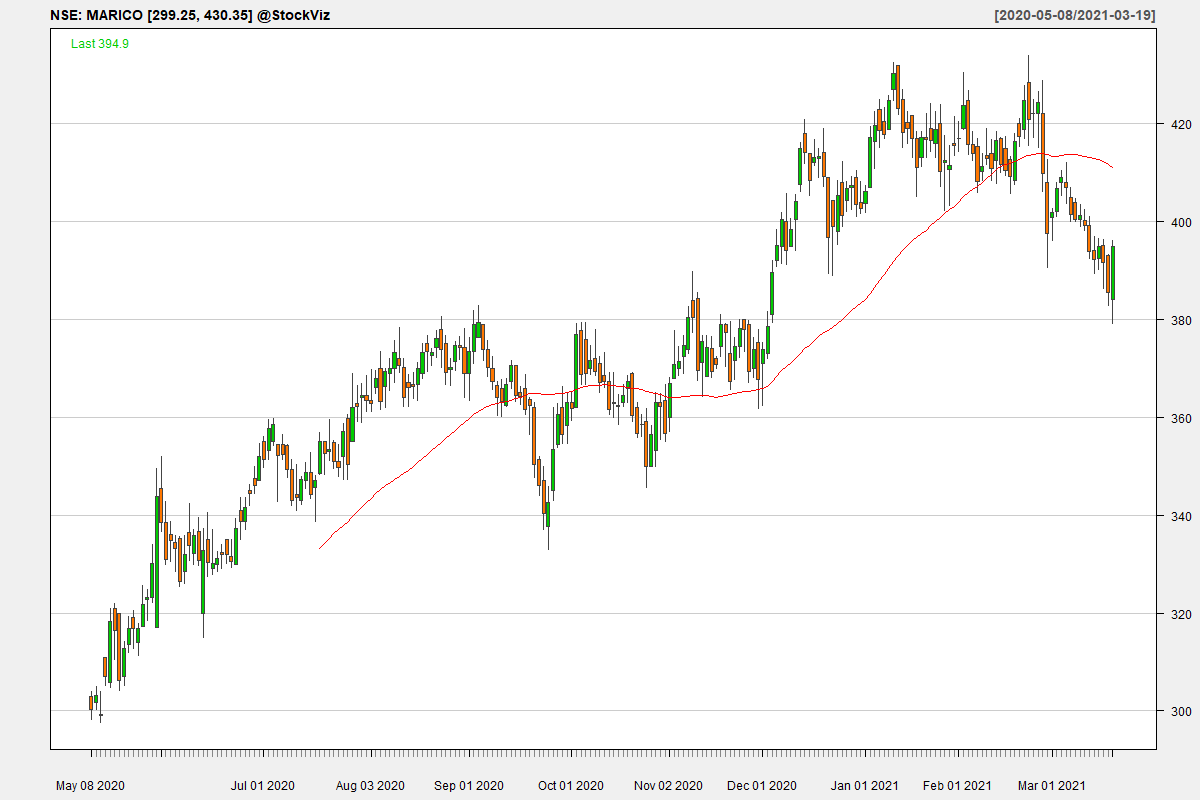 NSE: MARICO [299.25, 430.35] @StockViz
[2020-05-08/2021-03-19]
Last 394.9
420
400
380
360
340
320
300
May 08 2020
Jul 01 2020
Aug 03 2020
Sep 01 2020
Oct 01 2020
Nov 02 2020
Dec 01 2020
Jan 01 2021
Feb 01 2021
Mar 01 2021